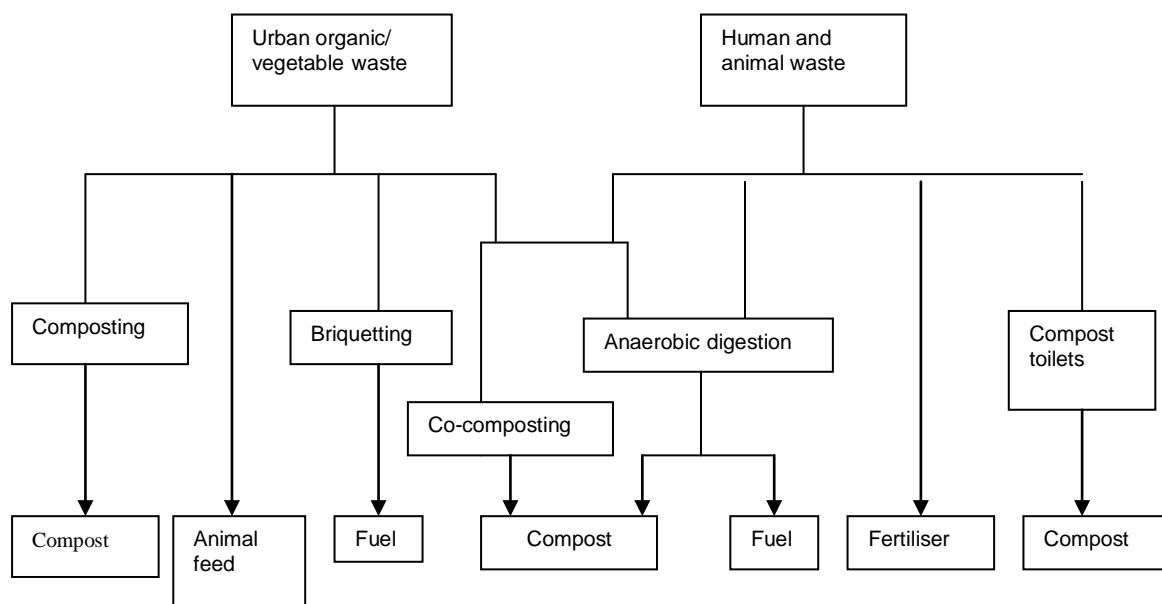 Urban organic/
vegetable waste
Human and
animal waste
Composting
Briquetting
Anaerobic digestion
Compost
toilets
Co-composting
Compost
Animal
feed
Fuel
Compost
Fuel
Fertiliser
Compost